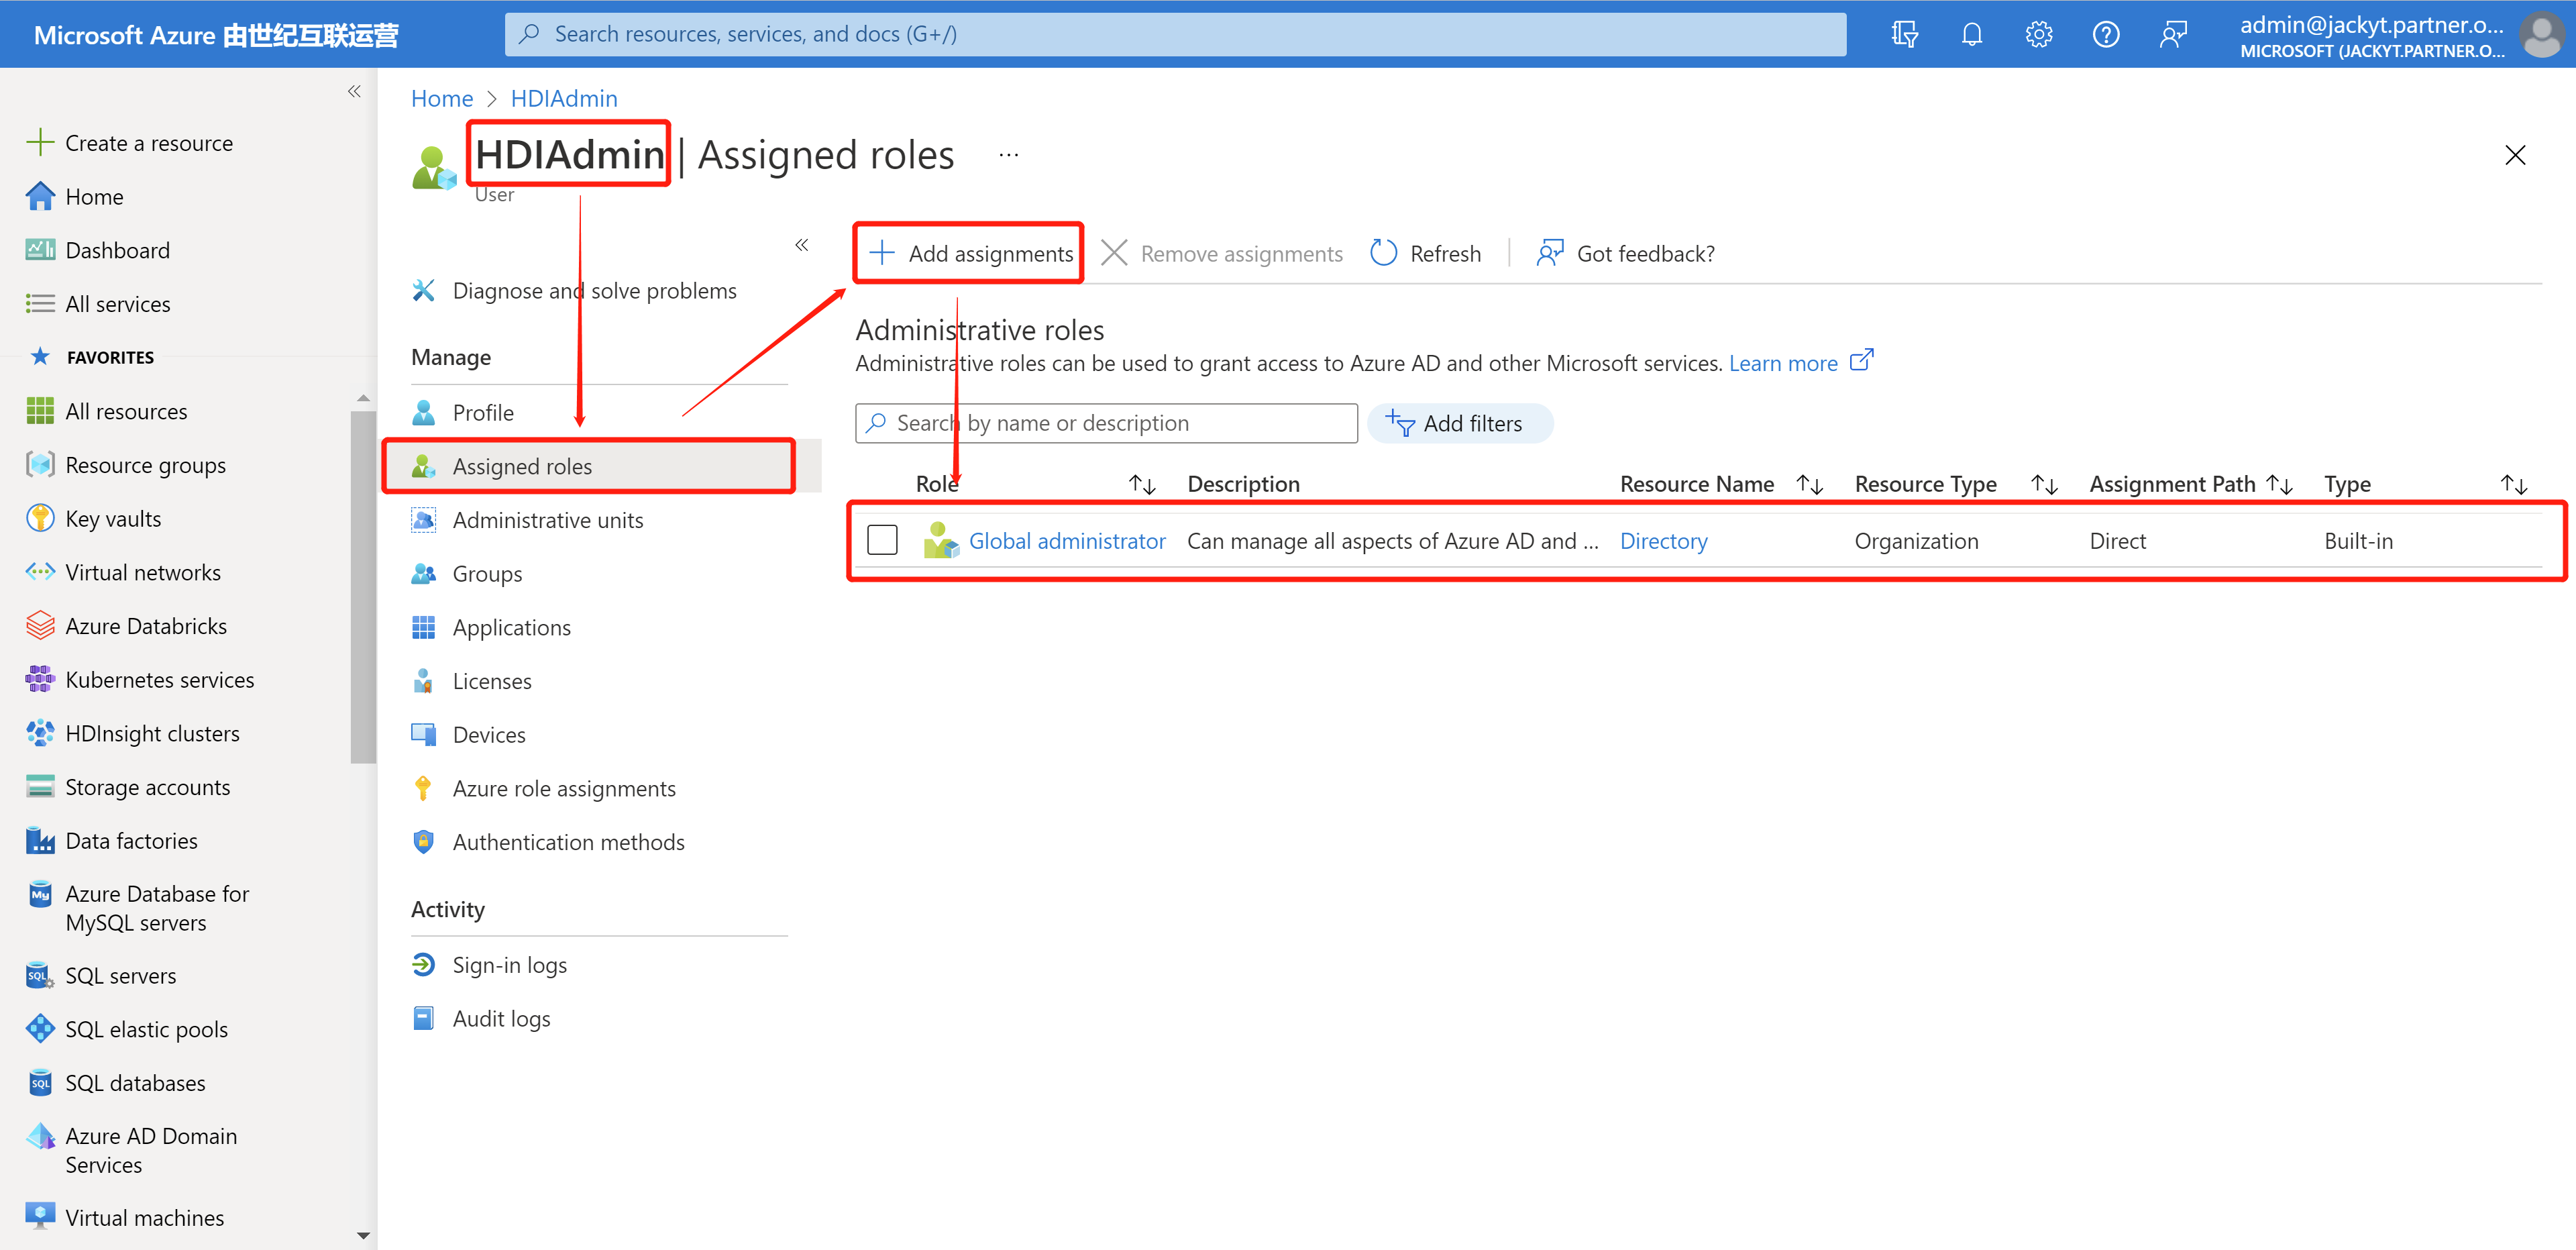 Microsoft Azure 由世纪互联运营
Search resources, services, and docs (G+/)
admin@jackyt.partner.o...
MICROSOFT (JACKYT.PARTNER.O...
Create a resource
Home
Dashboard
All services
FAVORITES
All resources
Resource groups
Key vaults
Virtual networks
Azure Databricks
Kubernetes services
HDInsight clusters
Storage accounts
Data factories
Azure Database for
MySQL servers
SQL servers
SQL elastic pools
SQL databases
Azure AD Domain
Services
Virtual machines
Home > HDIAdmin
HDIAdmin | Assigned roles ...
User
Diagnose and solve problems
Manage
Profile
Assigned roles
Administrative units
Groups
Applications
Licenses
Devices
Azure role assignments
Authentication methods
Activity
Sign-in logs
Audit logs
Add assignments Remove assignments Refresh Got feedback?
Administrative roles
Administrative roles can be used to grant access to Azure AD and other Microsoft services. Learn more
Search by name or description Add filters
Role Description Resource Name Resource Type Assignment Path Type
Global administrator Can manage all aspects of Azure AD and ... Directory Organization Direct Built-in